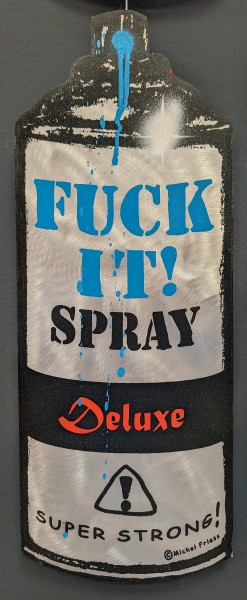 FUCK
IT!
SPRAY
Deluxe
!
SUPER STRONG!
©Michel Friess